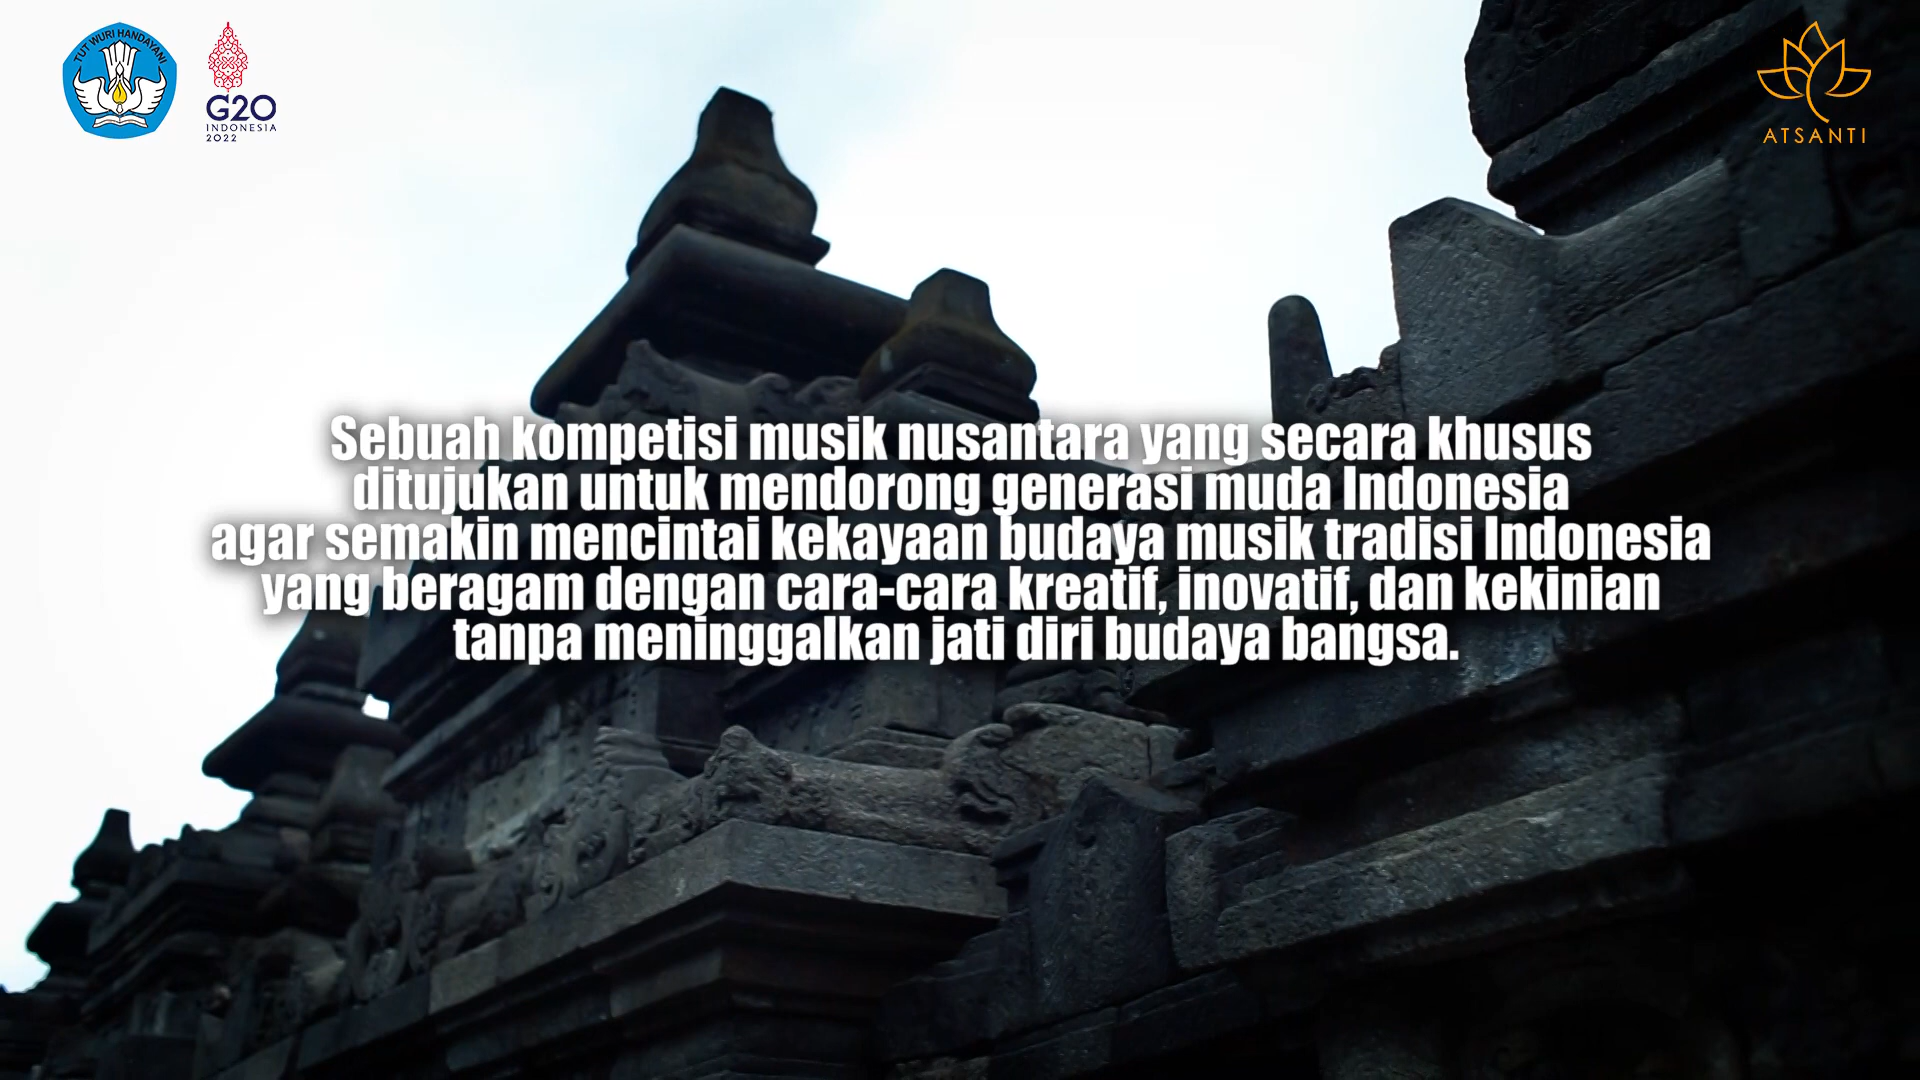 TUT WURI HANDAYANI
G20
INDONESIA
2022
ATSANTI
Sebuah kompetisi musik nusantara yang secara khusus
ditujukan untuk mendorong generasi muda Indonesia
agar semakin mencintai kekayaan budaya musik tradisi Indonesia
yang beragam dengan cara-cara kreatif, inovatif, dan kekinian
tanpa meninggalkan jati diri budaya bangsa.